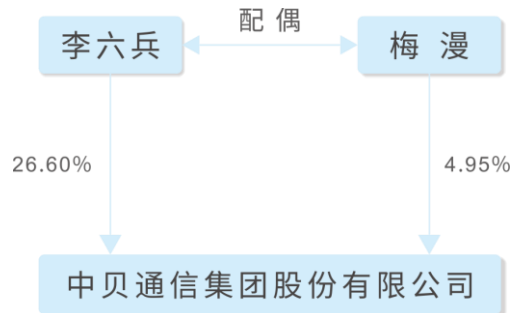 配偶
李六兵
梅漫
26.60%
4.95%
中贝通信集团股份有限公司